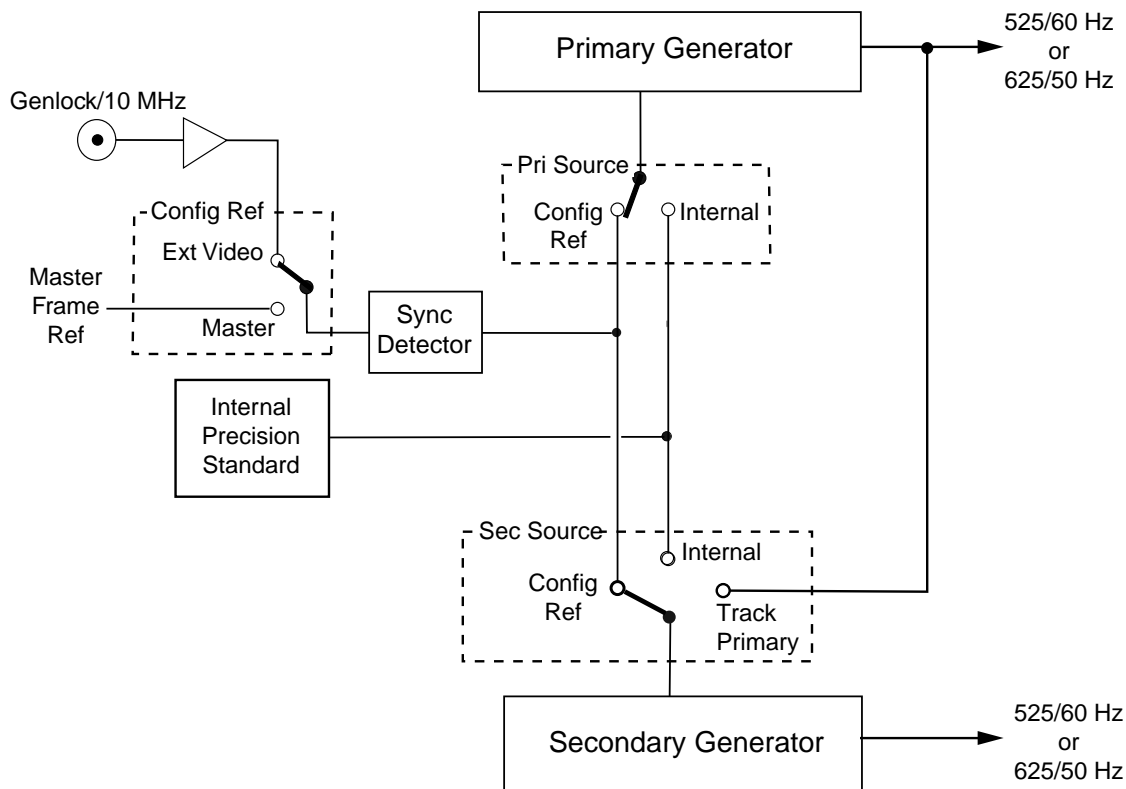 Primary Generator
525/60 Hz
or
625/50 Hz
Genlock/10 MHz
Pri Source
Config
Ref
Internal
Config Ref
Ext Video
Master
Frame
Ref
Master
Sync
Detector
Internal
Precision
Standard
Sec Source
Internal
Config
Ref
Track
Primary
Secondary Generator
525/60 Hz
or
625/50 Hz